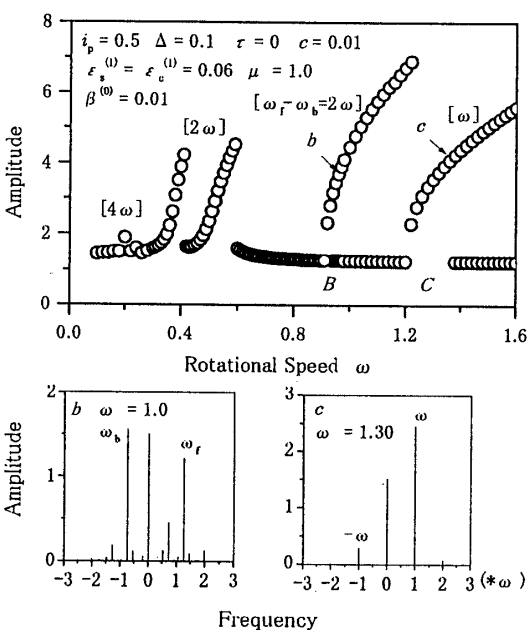 8
i_p = 0.5 Δ = 0.1 τ = 0 c = 0.01
ε_s^(1) = ε_c^(1) = 0.06 μ = 1.0
β^(0) = 0.01
[ω_f−ω_b=2ω]
b
c
[ω]
[2ω]
[4ω]
6
4
2
0
Amplitude
B
C
0.0 0.4 0.8 1.2 1.6
Rotational Speed ω
2
b ω = 1.0
ω_b
ω_f
1
0
Amplitude
-3 -2 -1 0 1 2 3
3
c
ω = 1.30
ω
−ω
2
1
0
-3 -2 -1 0 1 2 3 (*ω)
Frequency